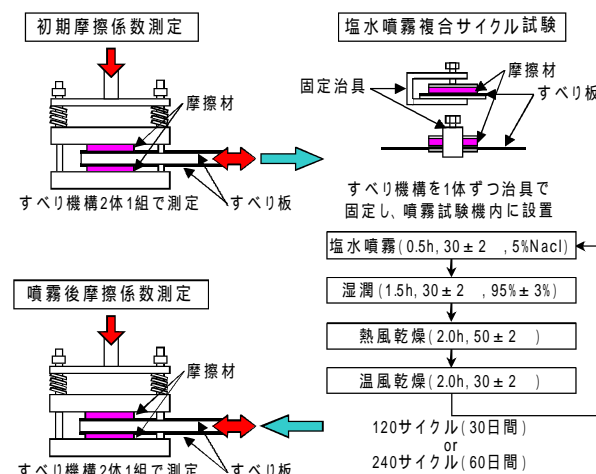 初期摩擦係数測定
摩擦材
すべり機構2体1組で測定
すべり板
塩水噴霧複合サイクル試験
固定治具
摩擦材
すべり板
すべり機構を1体ずつ治具で
固定し、噴霧試験機内に設置
塩水噴霧(0.5h, 30±2 , 5%Nacl)
湿潤(1.5h, 30±2 , 95%±3%)
熱風乾燥(2.0h, 50±2 )
温風乾燥(2.0h, 30±2 )
120サイクル(30日間)
or
240サイクル(60日間)
噴霧後摩擦係数測定
摩擦材
すべり機構2体1組で測定
すべり板